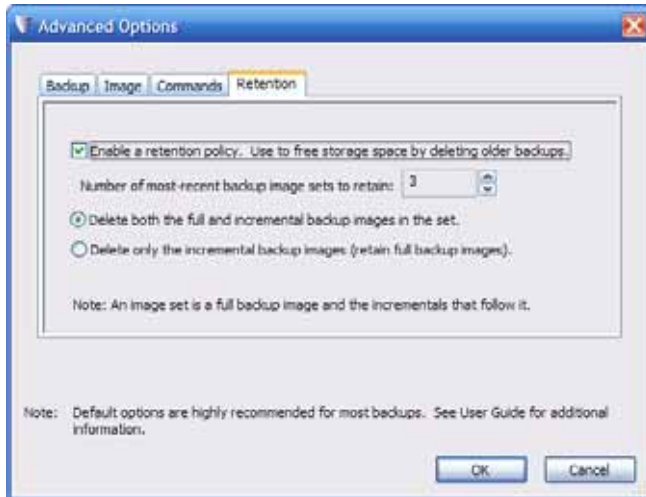 Advanced Options
Backup Image Commands Retention
Enable a retention policy. Use to free storage space by deleting older backups.
Number of most-recent backup image sets to retain: 3
Delete both the full and incremental backup images in the set.
Delete only the incremental backup images (retain full backup images).
Note: An image set is a full backup image and the incrementals that follow it.
Note: Default options are highly recommended for most backups. See User Guide for additional
information.
OK Cancel